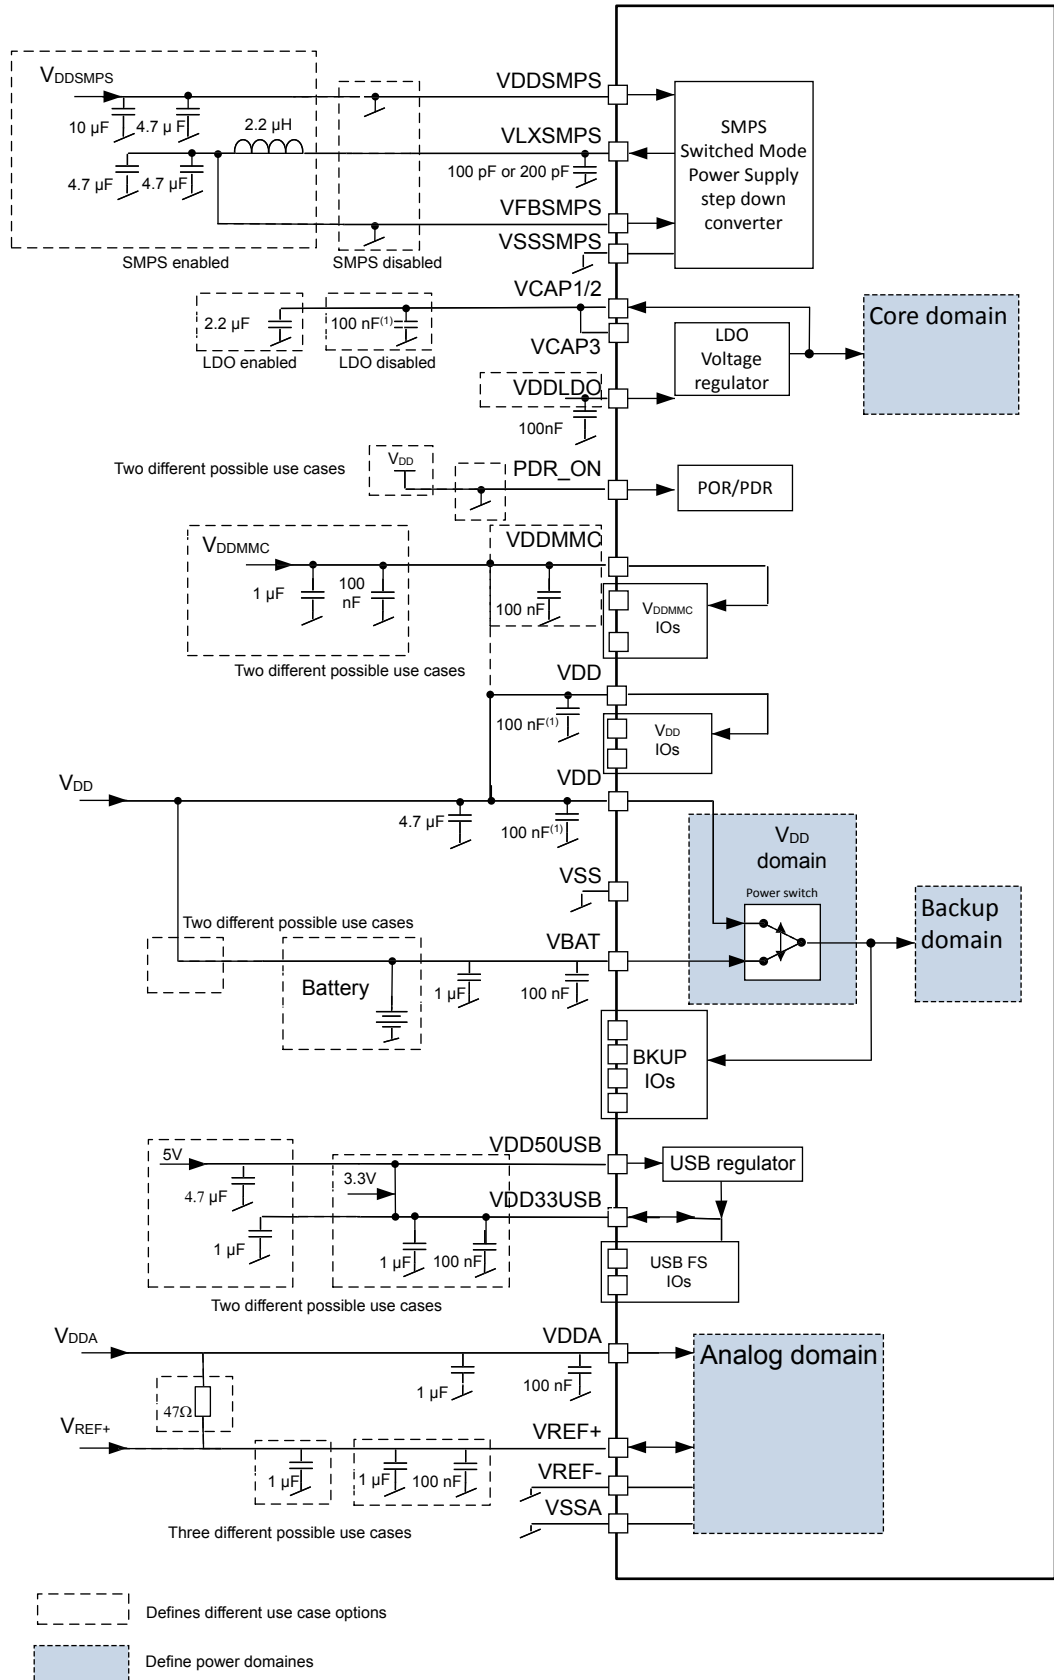 VDDSMPS
VDDSMPS
10 µF
4.7 µ F
2.2 µH
VLXSMPS
SMPS
Switched Mode
Power Supply
step down
converter
4.7 µF
4.7 µF
100 pF or 200 pF
VFBSMPS
VSSSMPS
SMPS enabled
SMPS disabled
VCAP1/2
2.2 µF
100 nF(1)
LDO enabled
LDO disabled
VCAP3
LDO
Voltage
regulator
Core domain
VDDLDO
100nF
Two different possible use cases
VDD
PDR_ON
POR/PDR
VDDMMC
VDDMMC
1 µF
100
nF
100 nF
VDDMMC
IOs
Two different possible use cases
VDD
100 nF(1)
VDD
IOs
VDD
VDD
4.7 µF
100 nF(1)
VDD
domain
Power switch
VSS
Backup
domain
Two different possible use cases
VBAT
Battery
1 µF
100 nF
BKUP
IOs
VDD50USB
5V
USB regulator
4.7 µF
3.3V
VDD33USB
1 µF
1 µF
100 nF
USB FS
IOs
Two different possible use cases
VDDA
VDDA
Analog domain
1 µF
100 nF
47Ω
VREF+
VREF+
1 µF
1 µF
100 nF
VREF-
VSSA
Three different possible use cases
Defines different use case options
Define power domaines